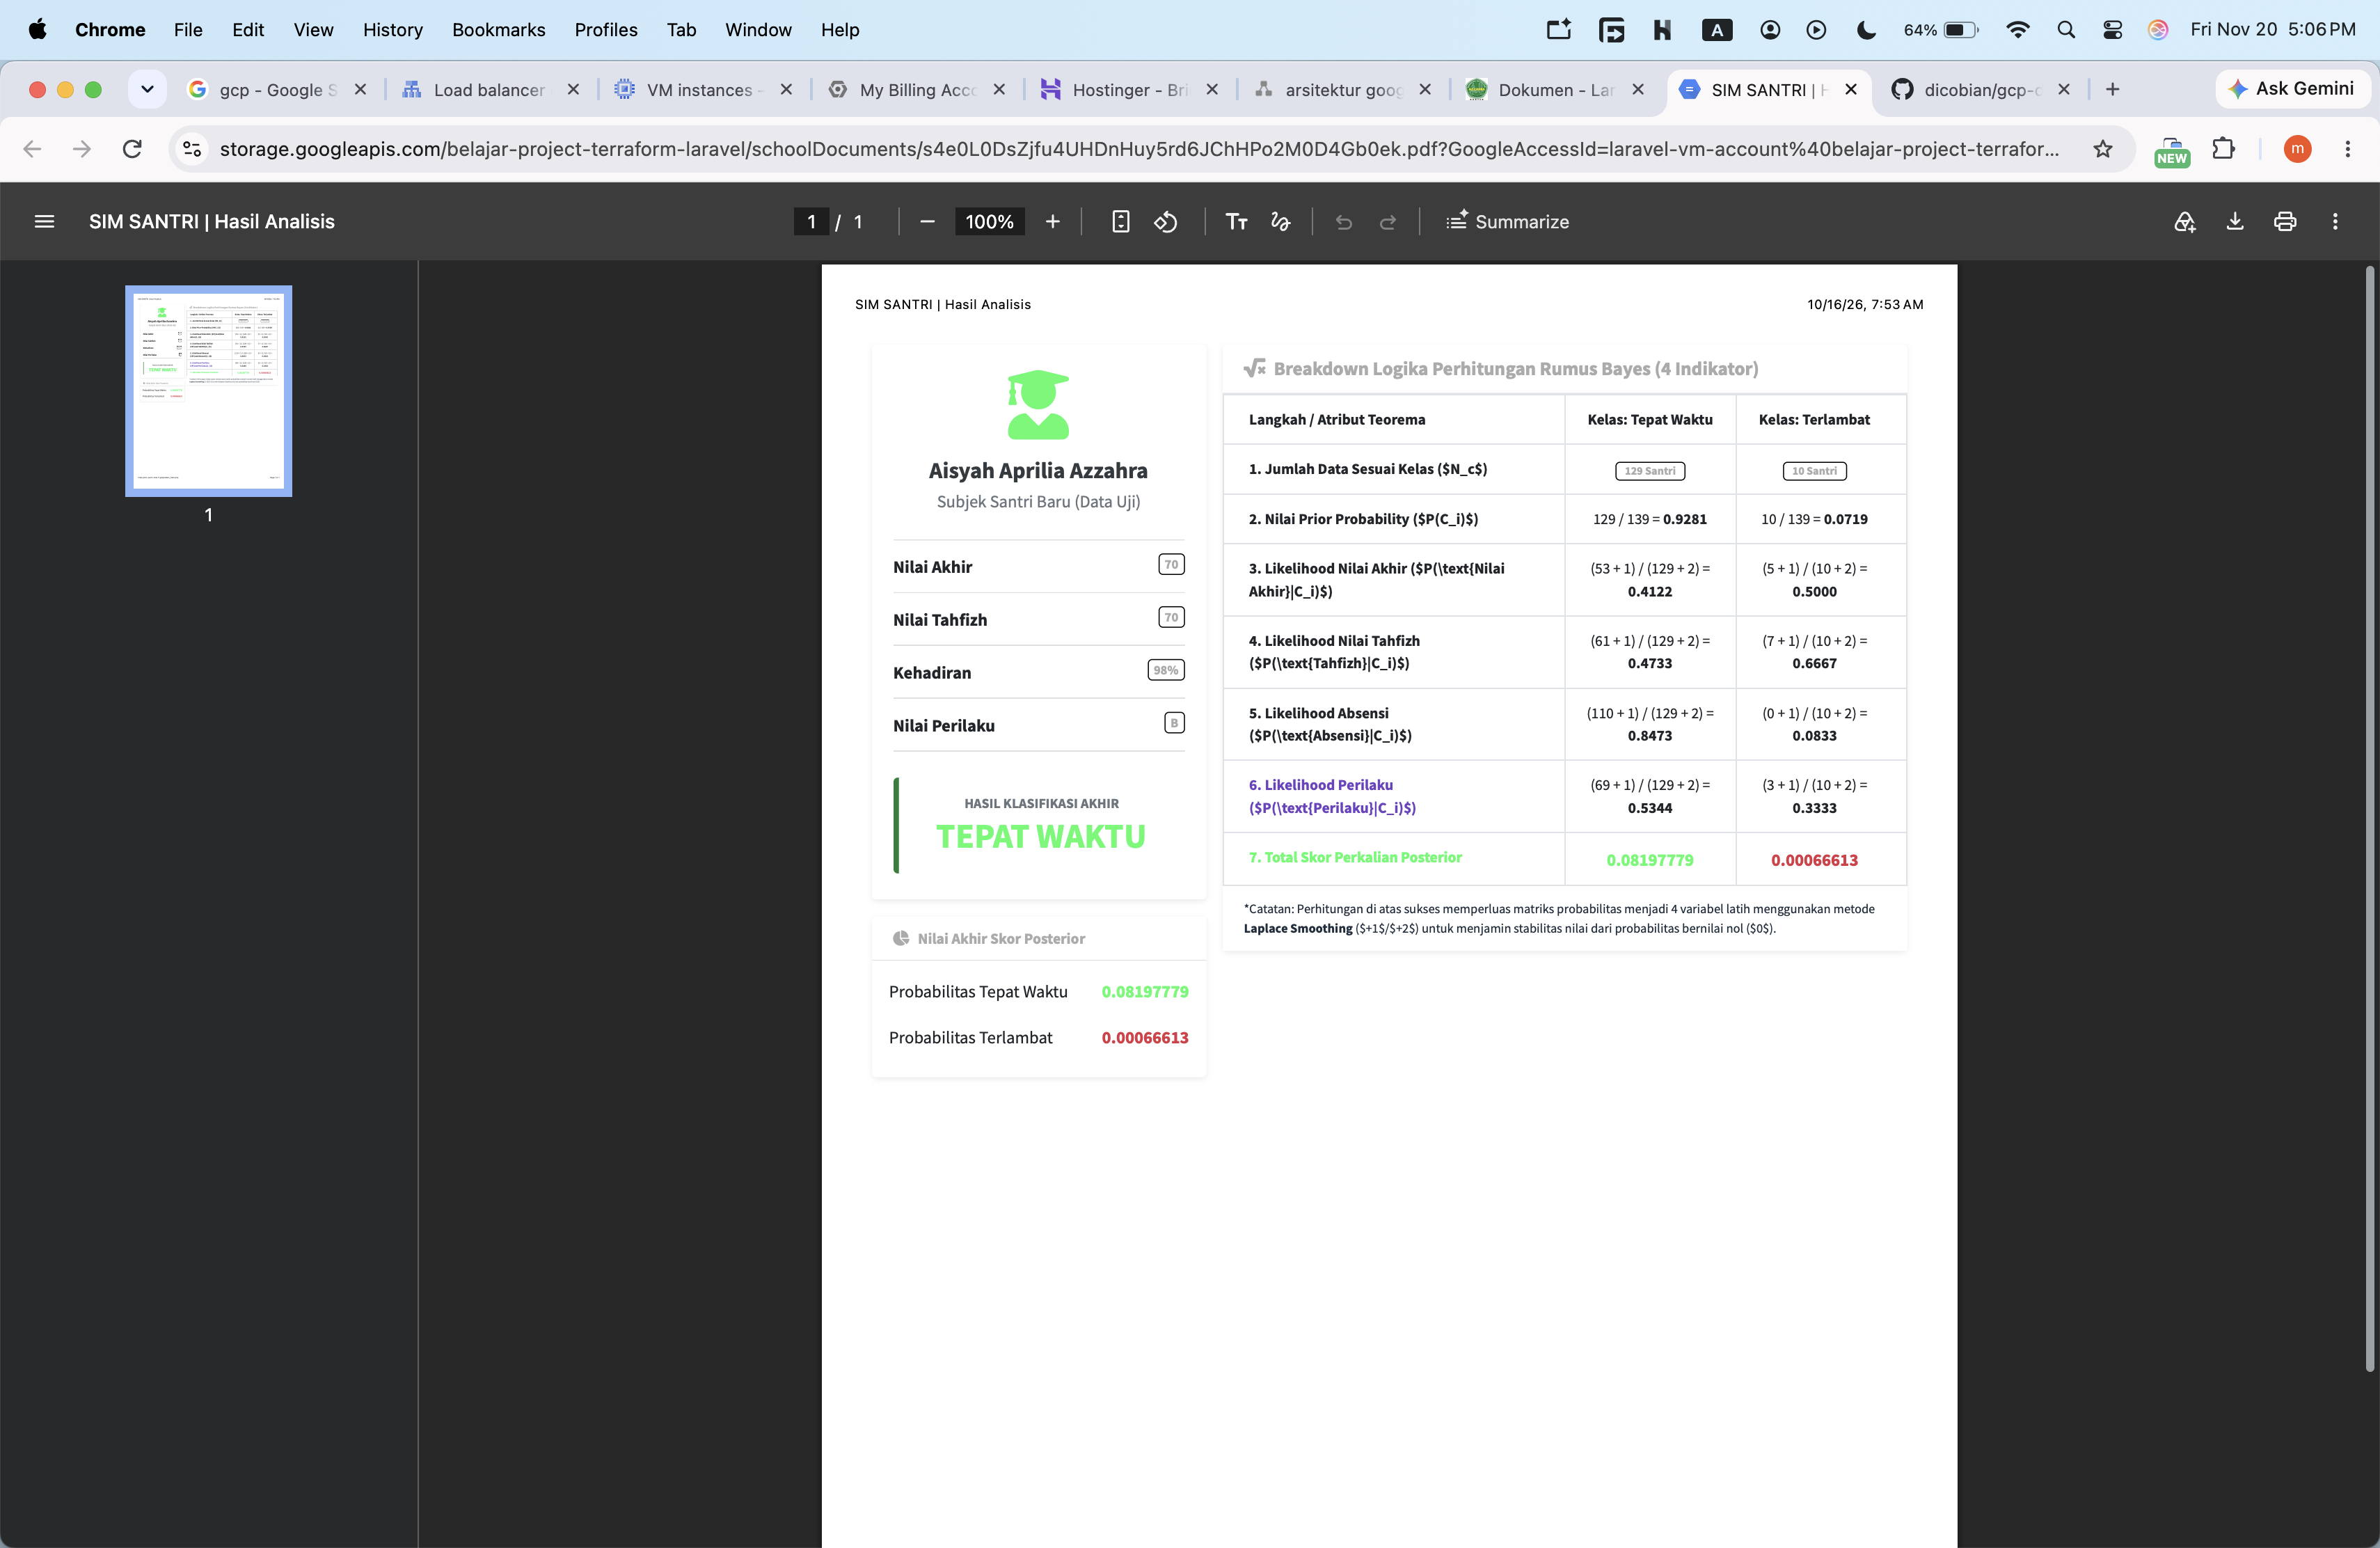 Chrome File Edit View History Bookmarks Profiles Tab Window Help
A 64% Fri Nov 20 5:06 PM
gcp - Google S
Load balancer
VM instances -
My Billing Acco
Hostinger - Bri
arsitektur goog
Dokumen - Lar
SIM SANTRI | H
dicobian/gcp-c
Ask Gemini
storage.googleapis.com/belajar-project-terraform-laravel/schoolDocuments/s4e0L0DsZjfu4UHDnHuy5rd6JChHPo2M0D4Gb0ek.pdf?GoogleAccessId=laravel-vm-account%40belajar-project-terrafor...
NEW
m
SIM SANTRI | Hasil Analisis
1 / 1
100%
Summarize
1
SIM SANTRI | Hasil Analisis
10/16/26, 7:53 AM
Aisyah Aprilia Azzahra
Subjek Santri Baru (Data Uji)
Nilai Akhir 70
Nilai Tahfizh 70
Kehadiran 98%
Nilai Perilaku B
HASIL KLASIFIKASI AKHIR
TEPAT WAKTU
Nilai Akhir Skor Posterior
Probabilitas Tepat Waktu 0.08197779
Probabilitas Terlambat 0.00066613
Breakdown Logika Perhitungan Rumus Bayes (4 Indikator)
Langkah / Atribut Teorema Kelas: Tepat Waktu Kelas: Terlambat
1. Jumlah Data Sesuai Kelas ($N_c$) 129 Santri 10 Santri
2. Nilai Prior Probability ($P(C_i)$) 129 / 139 = 0.9281 10 / 139 = 0.0719
3. Likelihood Nilai Akhir ($P(\text{Nilai (53 + 1) / (129 + 2) = (5 + 1) / (10 + 2) =
Akhir}|C_i)$) 0.4122 0.5000
4. Likelihood Nilai Tahfizh (61 + 1) / (129 + 2) = (7 + 1) / (10 + 2) =
($P(\text{Tahfizh}|C_i)$) 0.4733 0.6667
5. Likelihood Absensi (110 + 1) / (129 + 2) = (0 + 1) / (10 + 2) =
($P(\text{Absensi}|C_i)$) 0.8473 0.0833
6. Likelihood Perilaku (69 + 1) / (129 + 2) = (3 + 1) / (10 + 2) =
($P(\text{Perilaku}|C_i)$) 0.5344 0.3333
7. Total Skor Perkalian Posterior 0.08197779 0.00066613
*Catatan: Perhitungan di atas sukses memperluas matriks probabilitas menjadi 4 variabel latih menggunakan metode
Laplace Smoothing ($+1$/$+2$) untuk menjamin stabilitas nilai dari probabilitas bernilai nol ($0$).